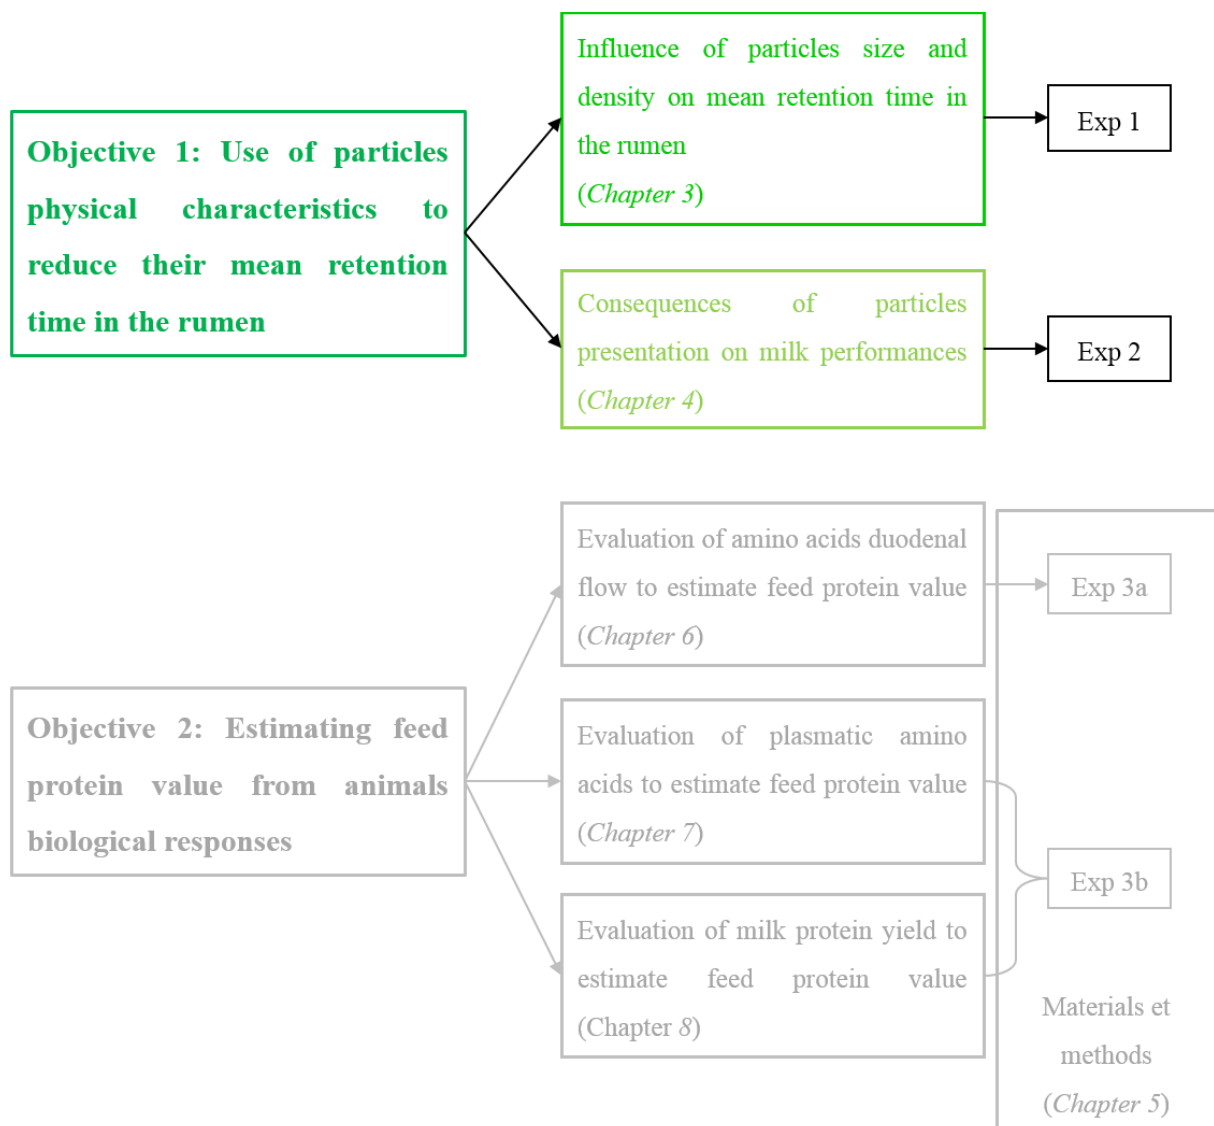 Influence of particles size and
density on mean retention time in
the rumen
(Chapter 3)
Exp 1
Objective 1: Use of particles
physical characteristics to
reduce their mean retention
time in the rumen
Consequences of particles
presentation on milk performances
(Chapter 4)
Exp 2
Evaluation of amino acids duodenal
flow to estimate feed protein value
(Chapter 6)
Exp 3a
Objective 2: Estimating feed
protein value from animals
biological responses
Evaluation of plasmatic amino
acids to estimate feed protein value
(Chapter 7)
Exp 3b
Evaluation of milk protein yield to
estimate feed protein value
(Chapter 8)
Materials et
methods
(Chapter 5)